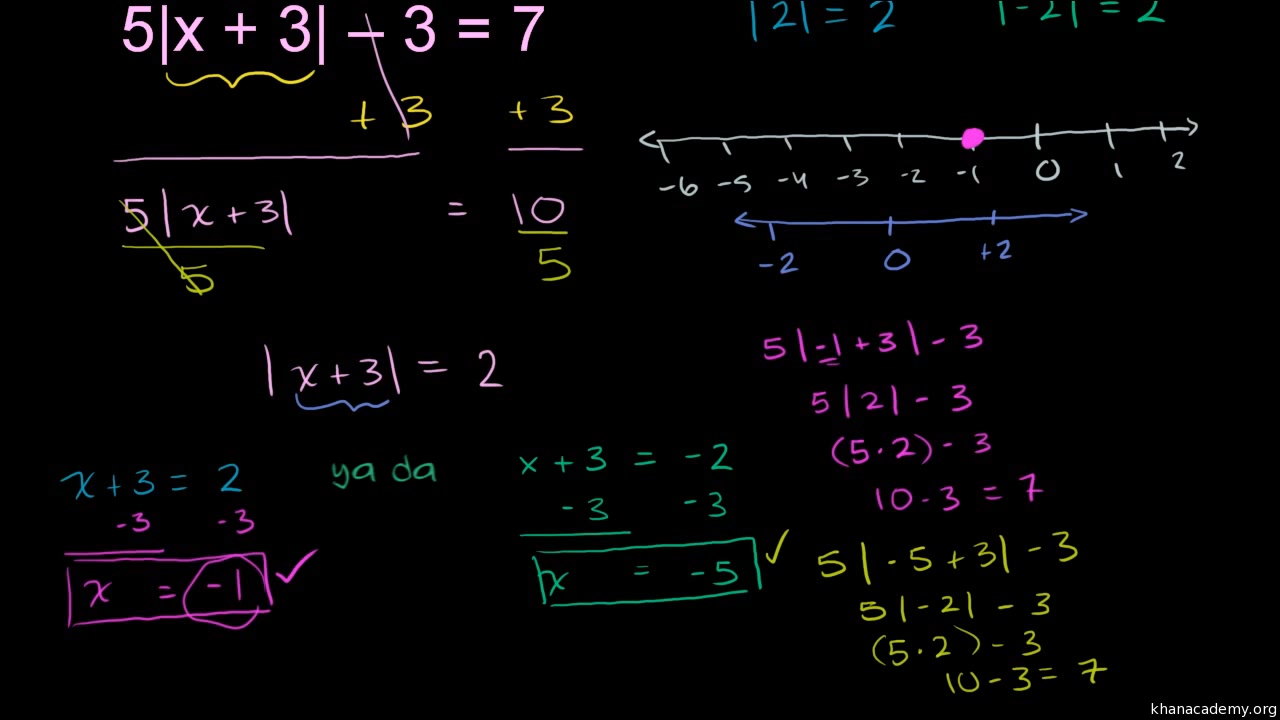 5|x + 3| - 3 = 7
|2| = 2
|-2| = 2
+ 3 + 3
-6 -5 -4 -3 -2 -1 0 1 2
5|x+3| = 10
5 5
-2 0 +2
|x+3| = 2
5|-1+3|-3
5|2|-3
(5·2)-3
10-3 = 7
x+3 = 2 ya da x+3 = -2
-3 -3 -3 -3
x = -1 x = -5
5|-5+3|-3
5|-2|-3
(5·2)-3
10-3= 7
khanacademy.org